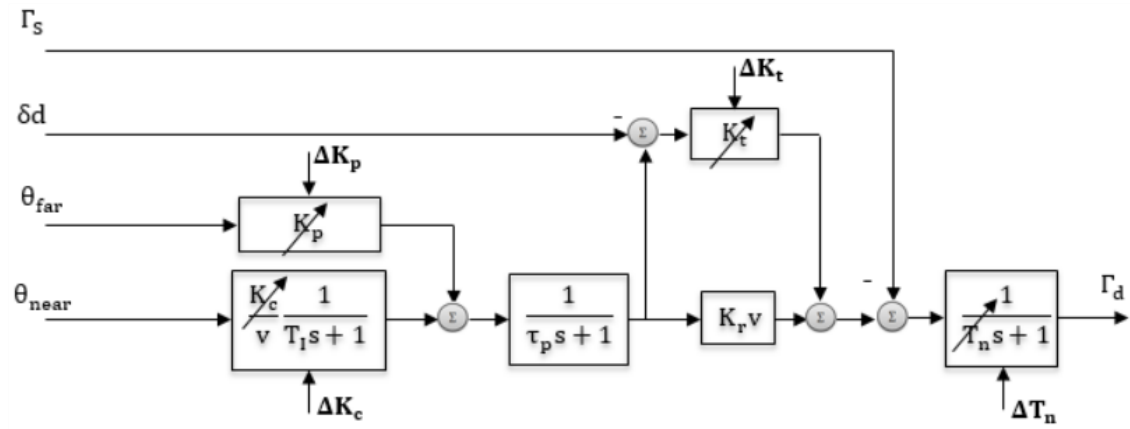 Γs
ΔKt
δd
-
Σ
Kt
ΔKp
θfar
Kp
θnear
Kc
v
1
TIs + 1
Σ
1
τps + 1
Krv
Σ
-
Σ
1
Tns + 1
Γd
ΔKc
ΔTn